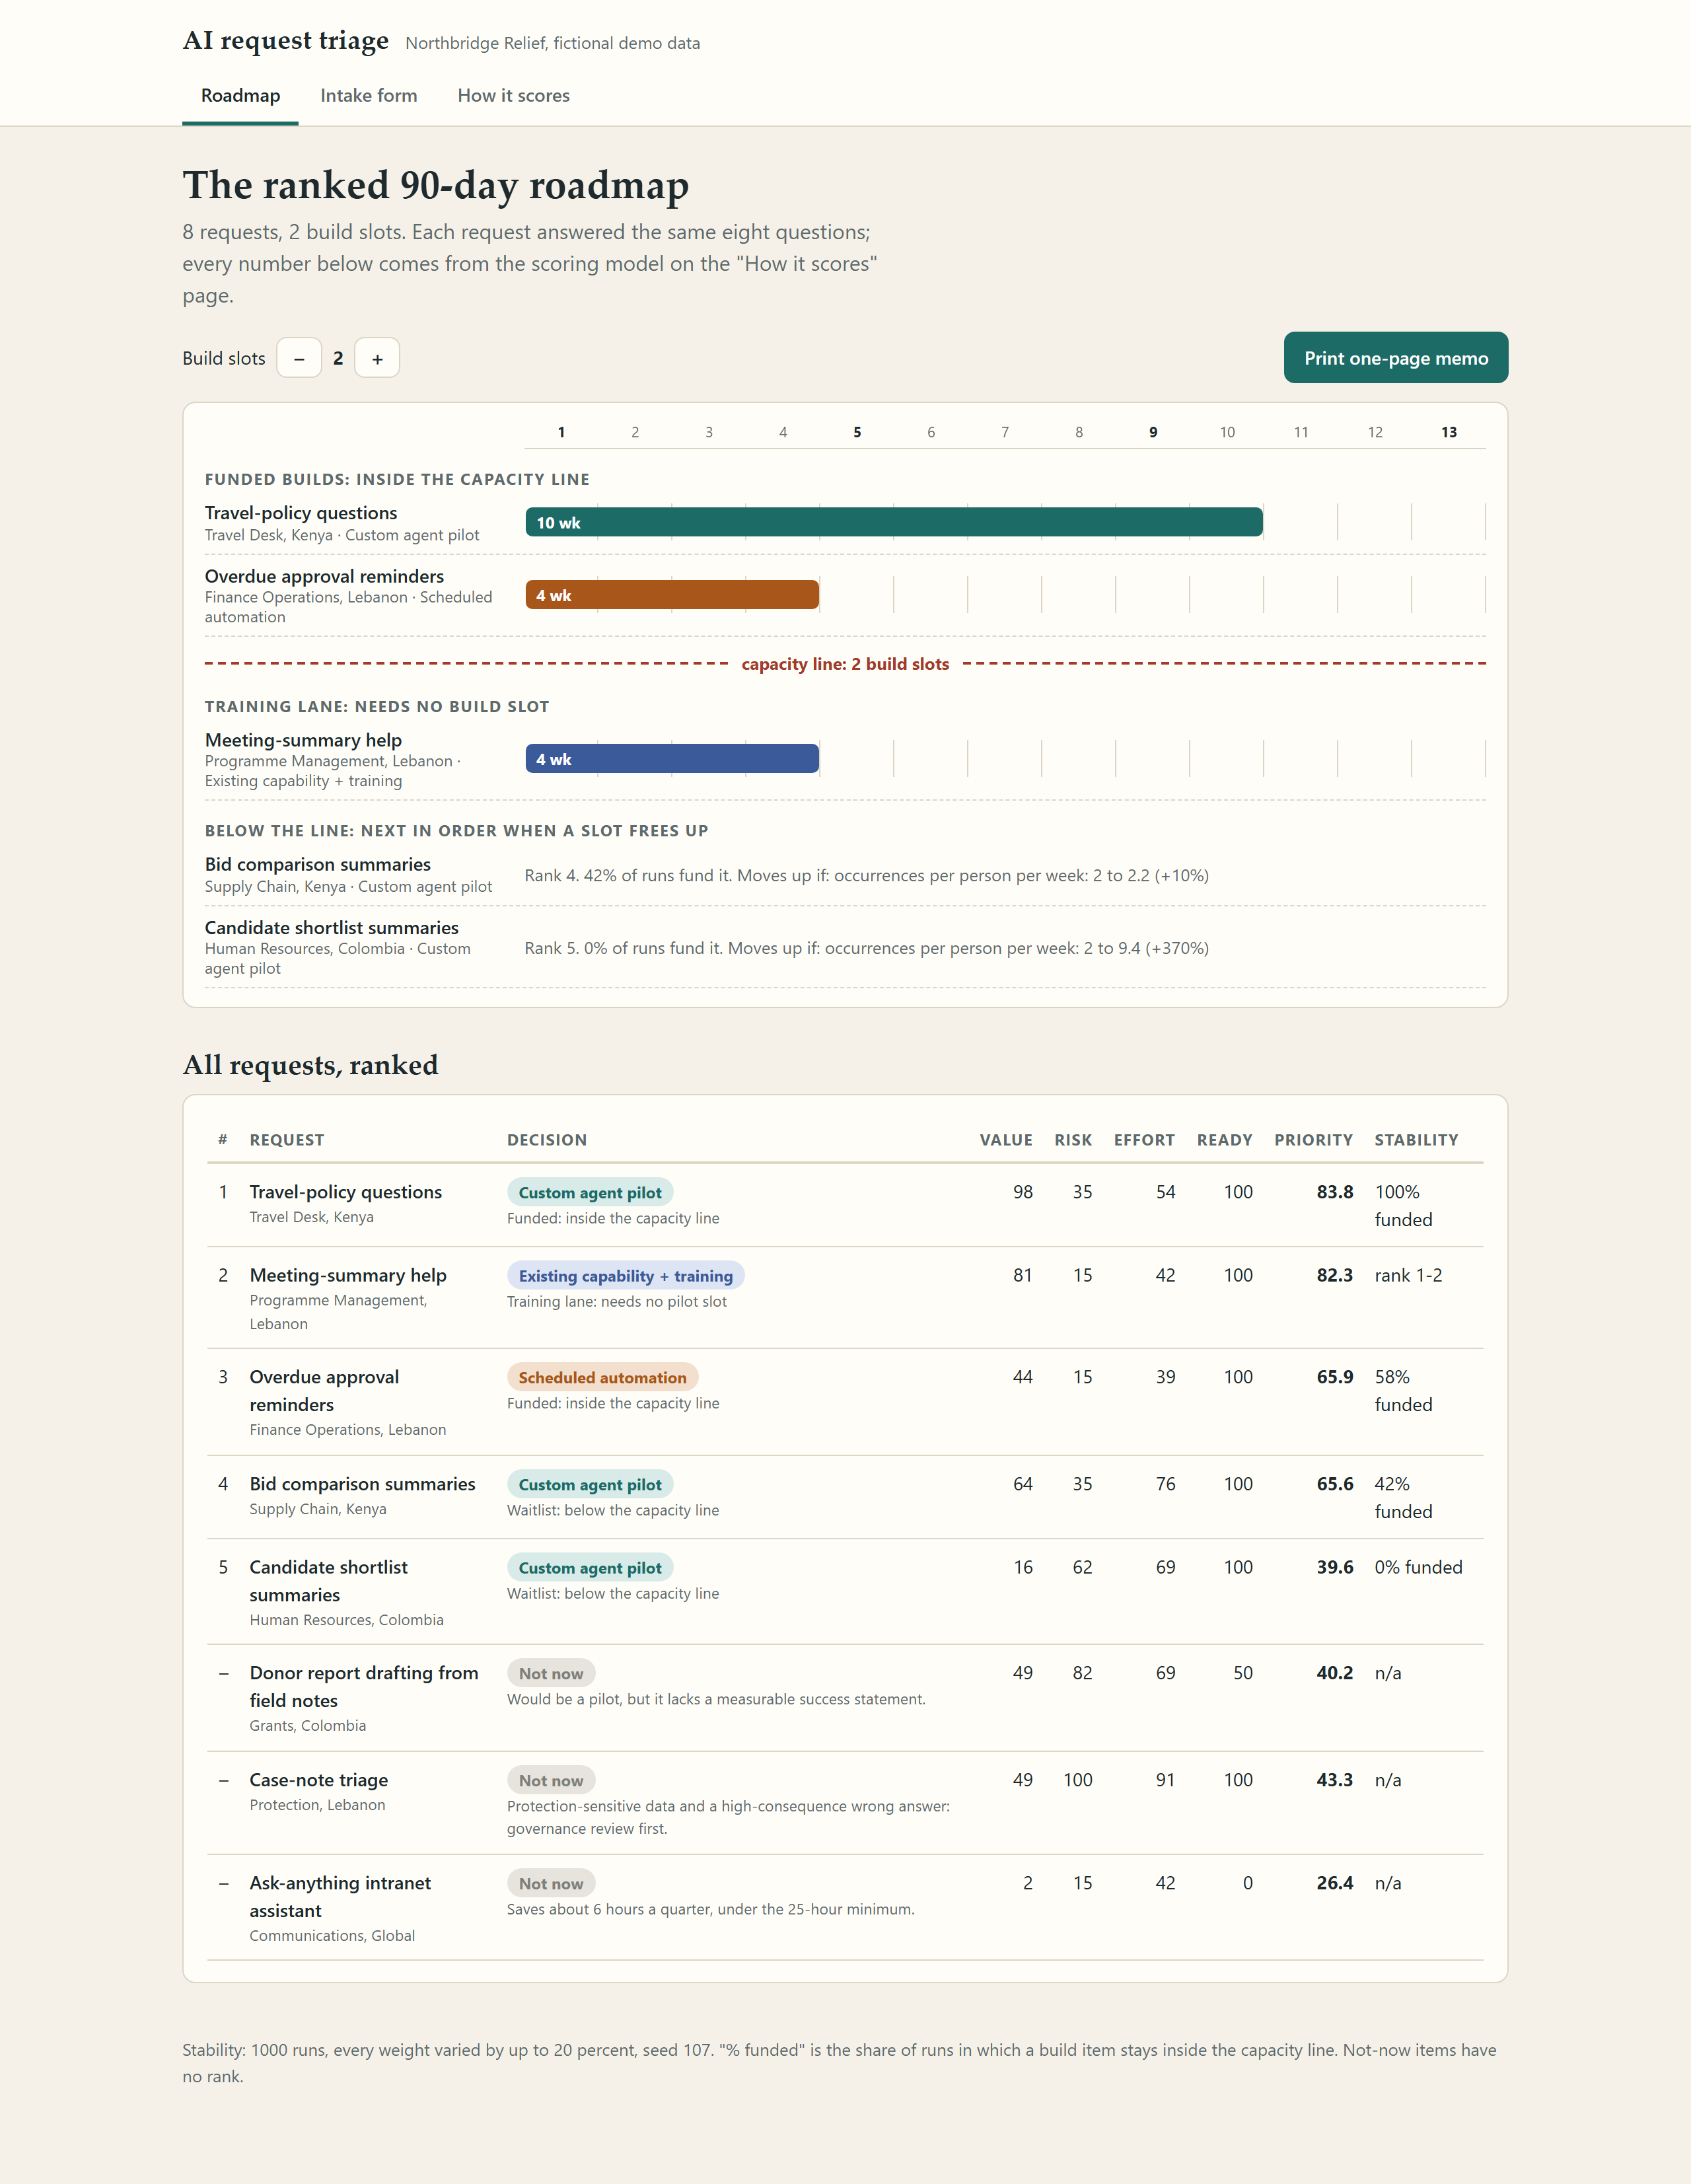 AI request triage Northbridge Relief, fictional demo data
Roadmap Intake form How it scores
The ranked 90-day roadmap
8 requests, 2 build slots. Each request answered the same eight questions;
every number below comes from the scoring model on the "How it scores"
page.
Build slots − 2 + Print one-page memo
1 2 3 4 5 6 7 8 9 10 11 12 13
FUNDED BUILDS: INSIDE THE CAPACITY LINE
Travel-policy questions
Travel Desk, Kenya · Custom agent pilot
10 wk
Overdue approval reminders
Finance Operations, Lebanon · Scheduled
automation
4 wk
capacity line: 2 build slots
TRAINING LANE: NEEDS NO BUILD SLOT
Meeting-summary help
Programme Management, Lebanon ·
Existing capability + training
4 wk
BELOW THE LINE: NEXT IN ORDER WHEN A SLOT FREES UP
Bid comparison summaries
Supply Chain, Kenya · Custom agent pilot
Rank 4. 42% of runs fund it. Moves up if: occurrences per person per week: 2 to 2.2 (+10%)
Candidate shortlist summaries
Human Resources, Colombia · Custom
agent pilot
Rank 5. 0% of runs fund it. Moves up if: occurrences per person per week: 2 to 9.4 (+370%)
All requests, ranked
# REQUEST DECISION VALUE RISK EFFORT READY PRIORITY STABILITY
1 Travel-policy questions Custom agent pilot 98 35 54 100 83.8 100%
Travel Desk, Kenya Funded: inside the capacity line funded
2 Meeting-summary help Existing capability + training 81 15 42 100 82.3 rank 1-2
Programme Management, Training lane: needs no pilot slot
Lebanon
3 Overdue approval Scheduled automation 44 15 39 100 65.9 58%
reminders Funded: inside the capacity line funded
Finance Operations, Lebanon
4 Bid comparison summaries Custom agent pilot 64 35 76 100 65.6 42%
Supply Chain, Kenya Waitlist: below the capacity line funded
5 Candidate shortlist Custom agent pilot 16 62 69 100 39.6 0% funded
summaries Waitlist: below the capacity line
Human Resources, Colombia
– Donor report drafting from Not now 49 82 69 50 40.2 n/a
field notes Would be a pilot, but it lacks a measurable success statement.
Grants, Colombia
– Case-note triage Not now 49 100 91 100 43.3 n/a
Protection, Lebanon Protection-sensitive data and a high-consequence wrong answer:
governance review first.
– Ask-anything intranet Not now 2 15 42 0 26.4 n/a
assistant Saves about 6 hours a quarter, under the 25-hour minimum.
Communications, Global
Stability: 1000 runs, every weight varied by up to 20 percent, seed 107. "% funded" is the share of runs in which a build item stays inside the capacity line. Not-now items have
no rank.